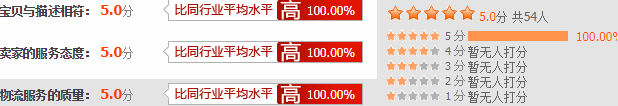 宝贝与描述相符：5.0分 比同行业平均水平 高 100.00%
卖家的服务态度：5.0分 比同行业平均水平 高 100.00%
物流服务的质量：5.0分 比同行业平均水平 高 100.00%
5.0分 共54人
5分 100.00%
4分 暂无人打分
3分 暂无人打分
2分 暂无人打分
1分 暂无人打分